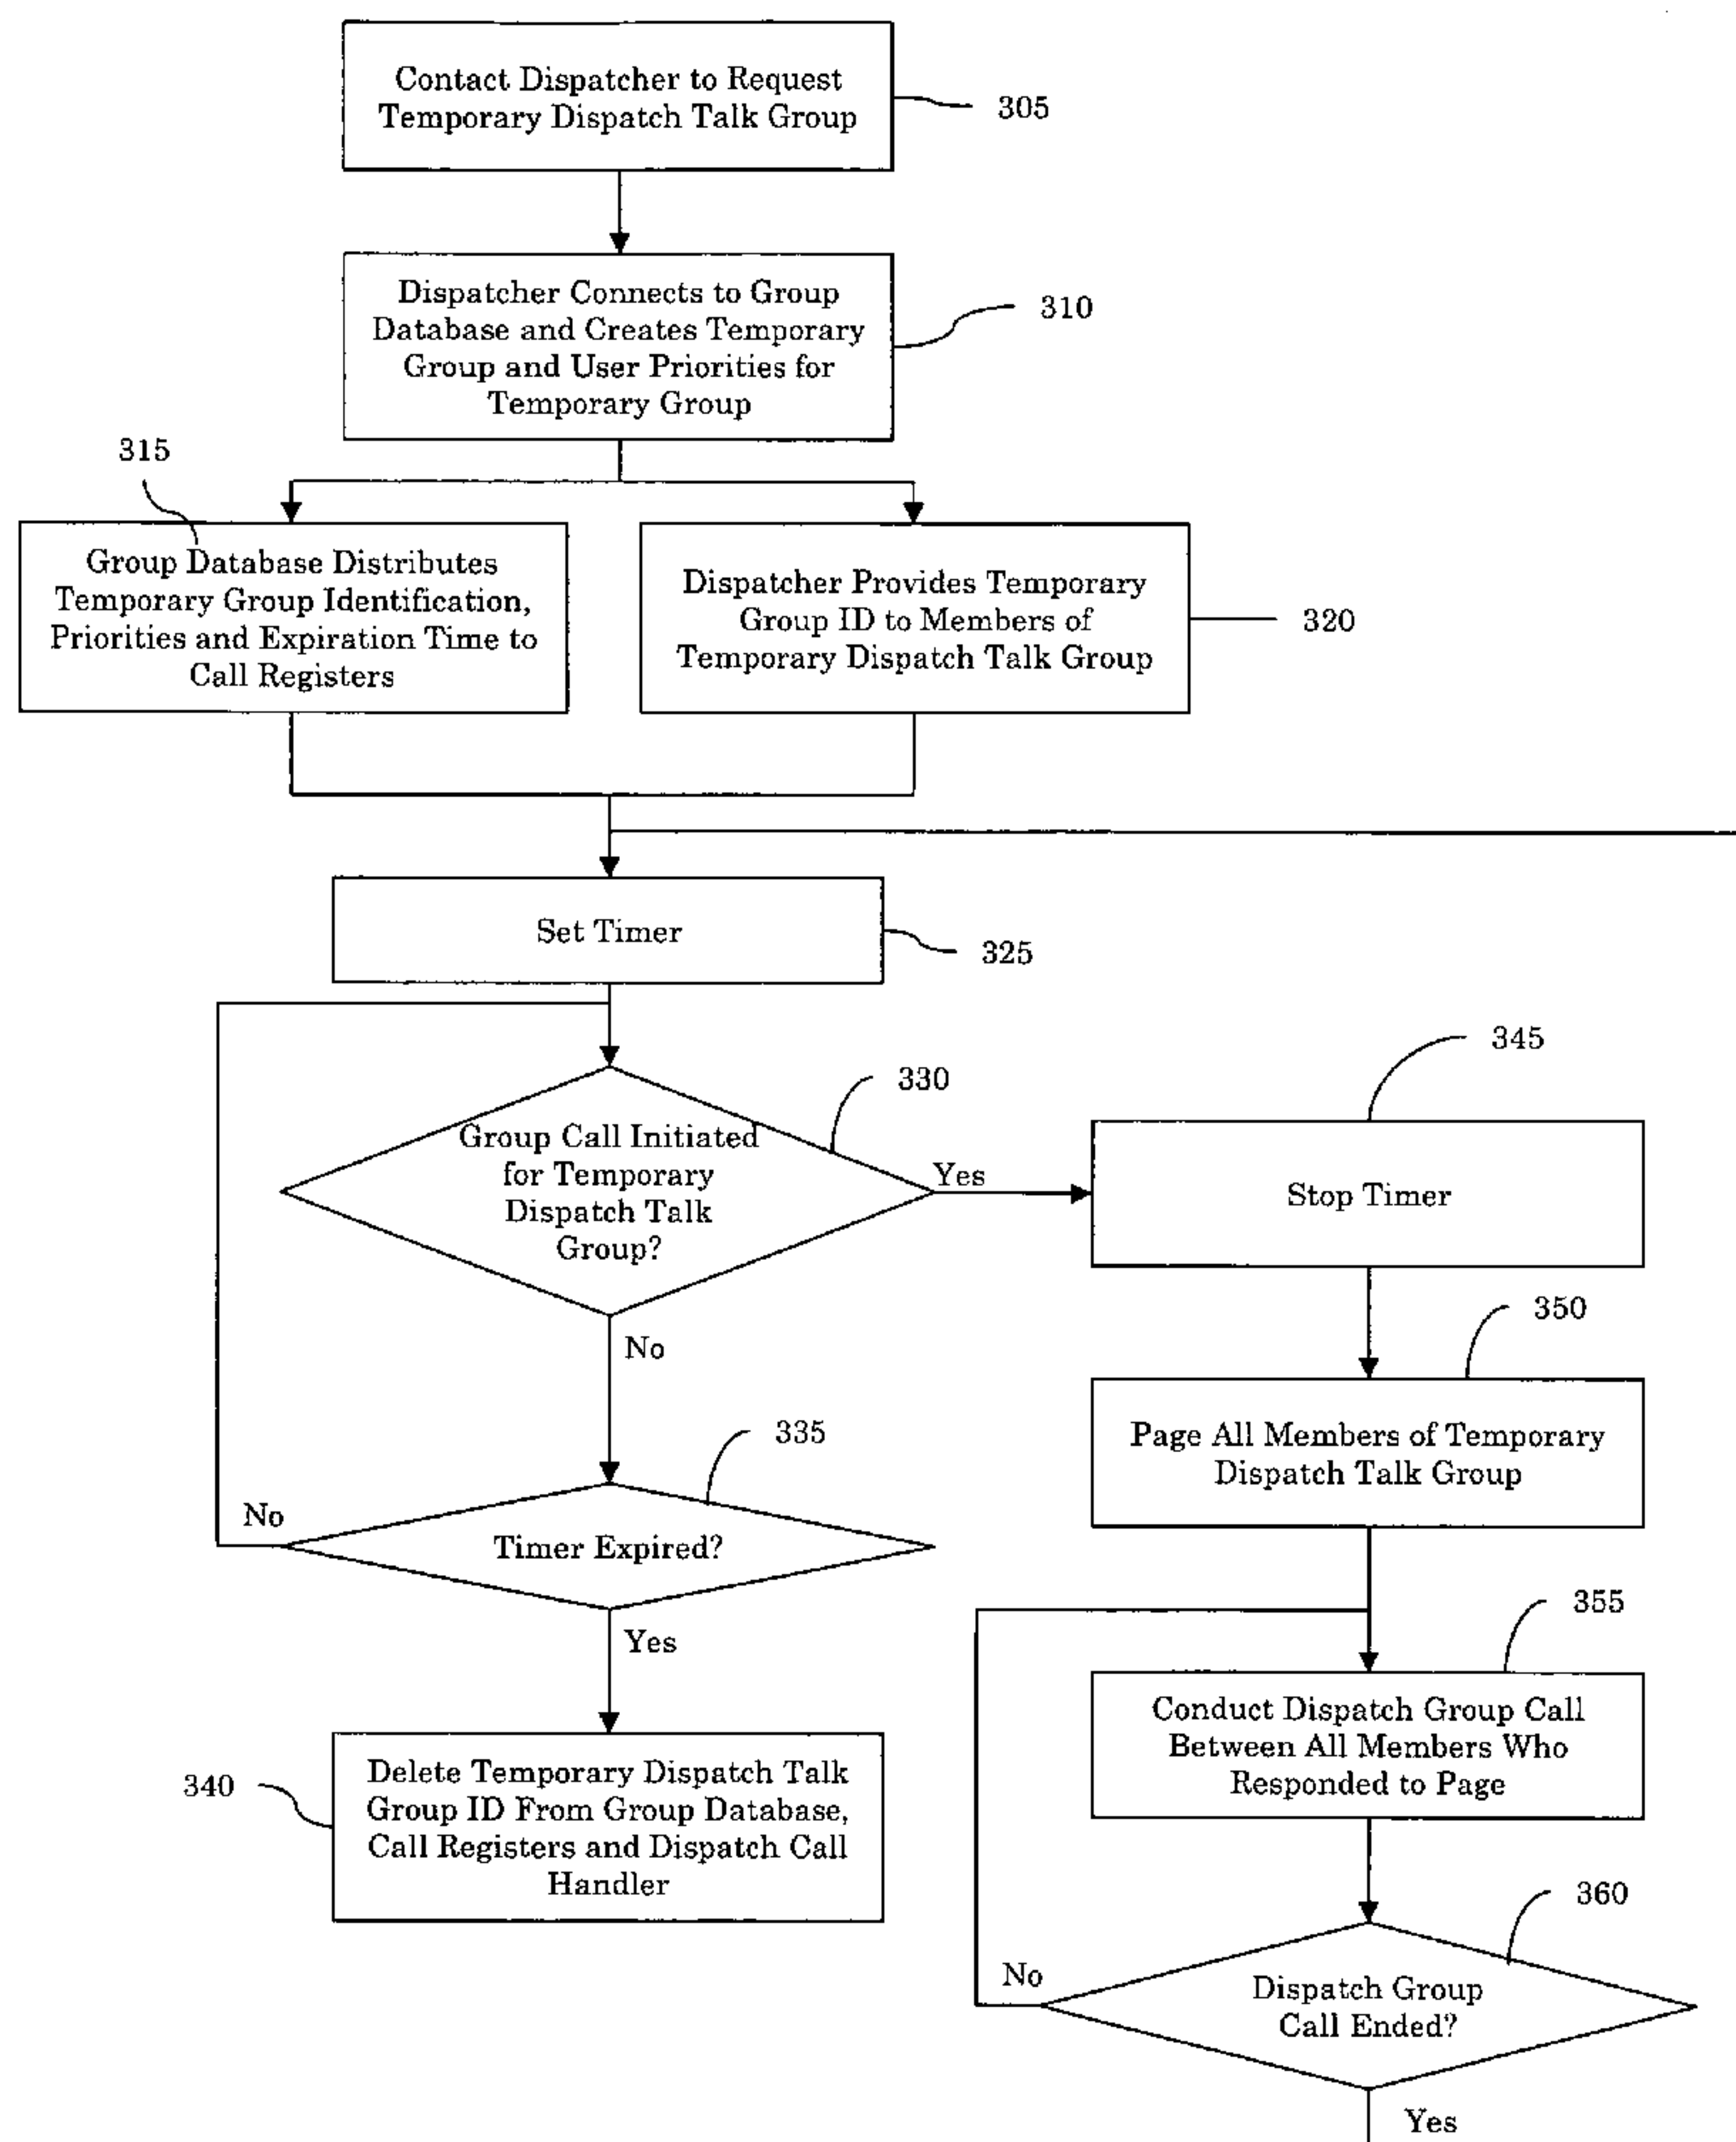 Contact Dispatcher to Request
Temporary Dispatch Talk Group
305
Dispatcher Connects to Group
Database and Creates Temporary
Group and User Priorities for
Temporary Group
310
315
Group Database Distributes
Temporary Group Identification,
Priorities and Expiration Time to
Call Registers
Dispatcher Provides Temporary
Group ID to Members of
Temporary Dispatch Talk Group
320
Set Timer
325
Group Call Initiated
for Temporary
Dispatch Talk
Group?
330
Yes
345
Stop Timer
No
350
Page All Members of Temporary
Dispatch Talk Group
335
No
Timer Expired?
Yes
355
Conduct Dispatch Group Call
Between All Members Who
Responded to Page
340
Delete Temporary Dispatch Talk
Group ID From Group Database,
Call Registers and Dispatch Call
Handler
360
No
Dispatch Group
Call Ended?
Yes